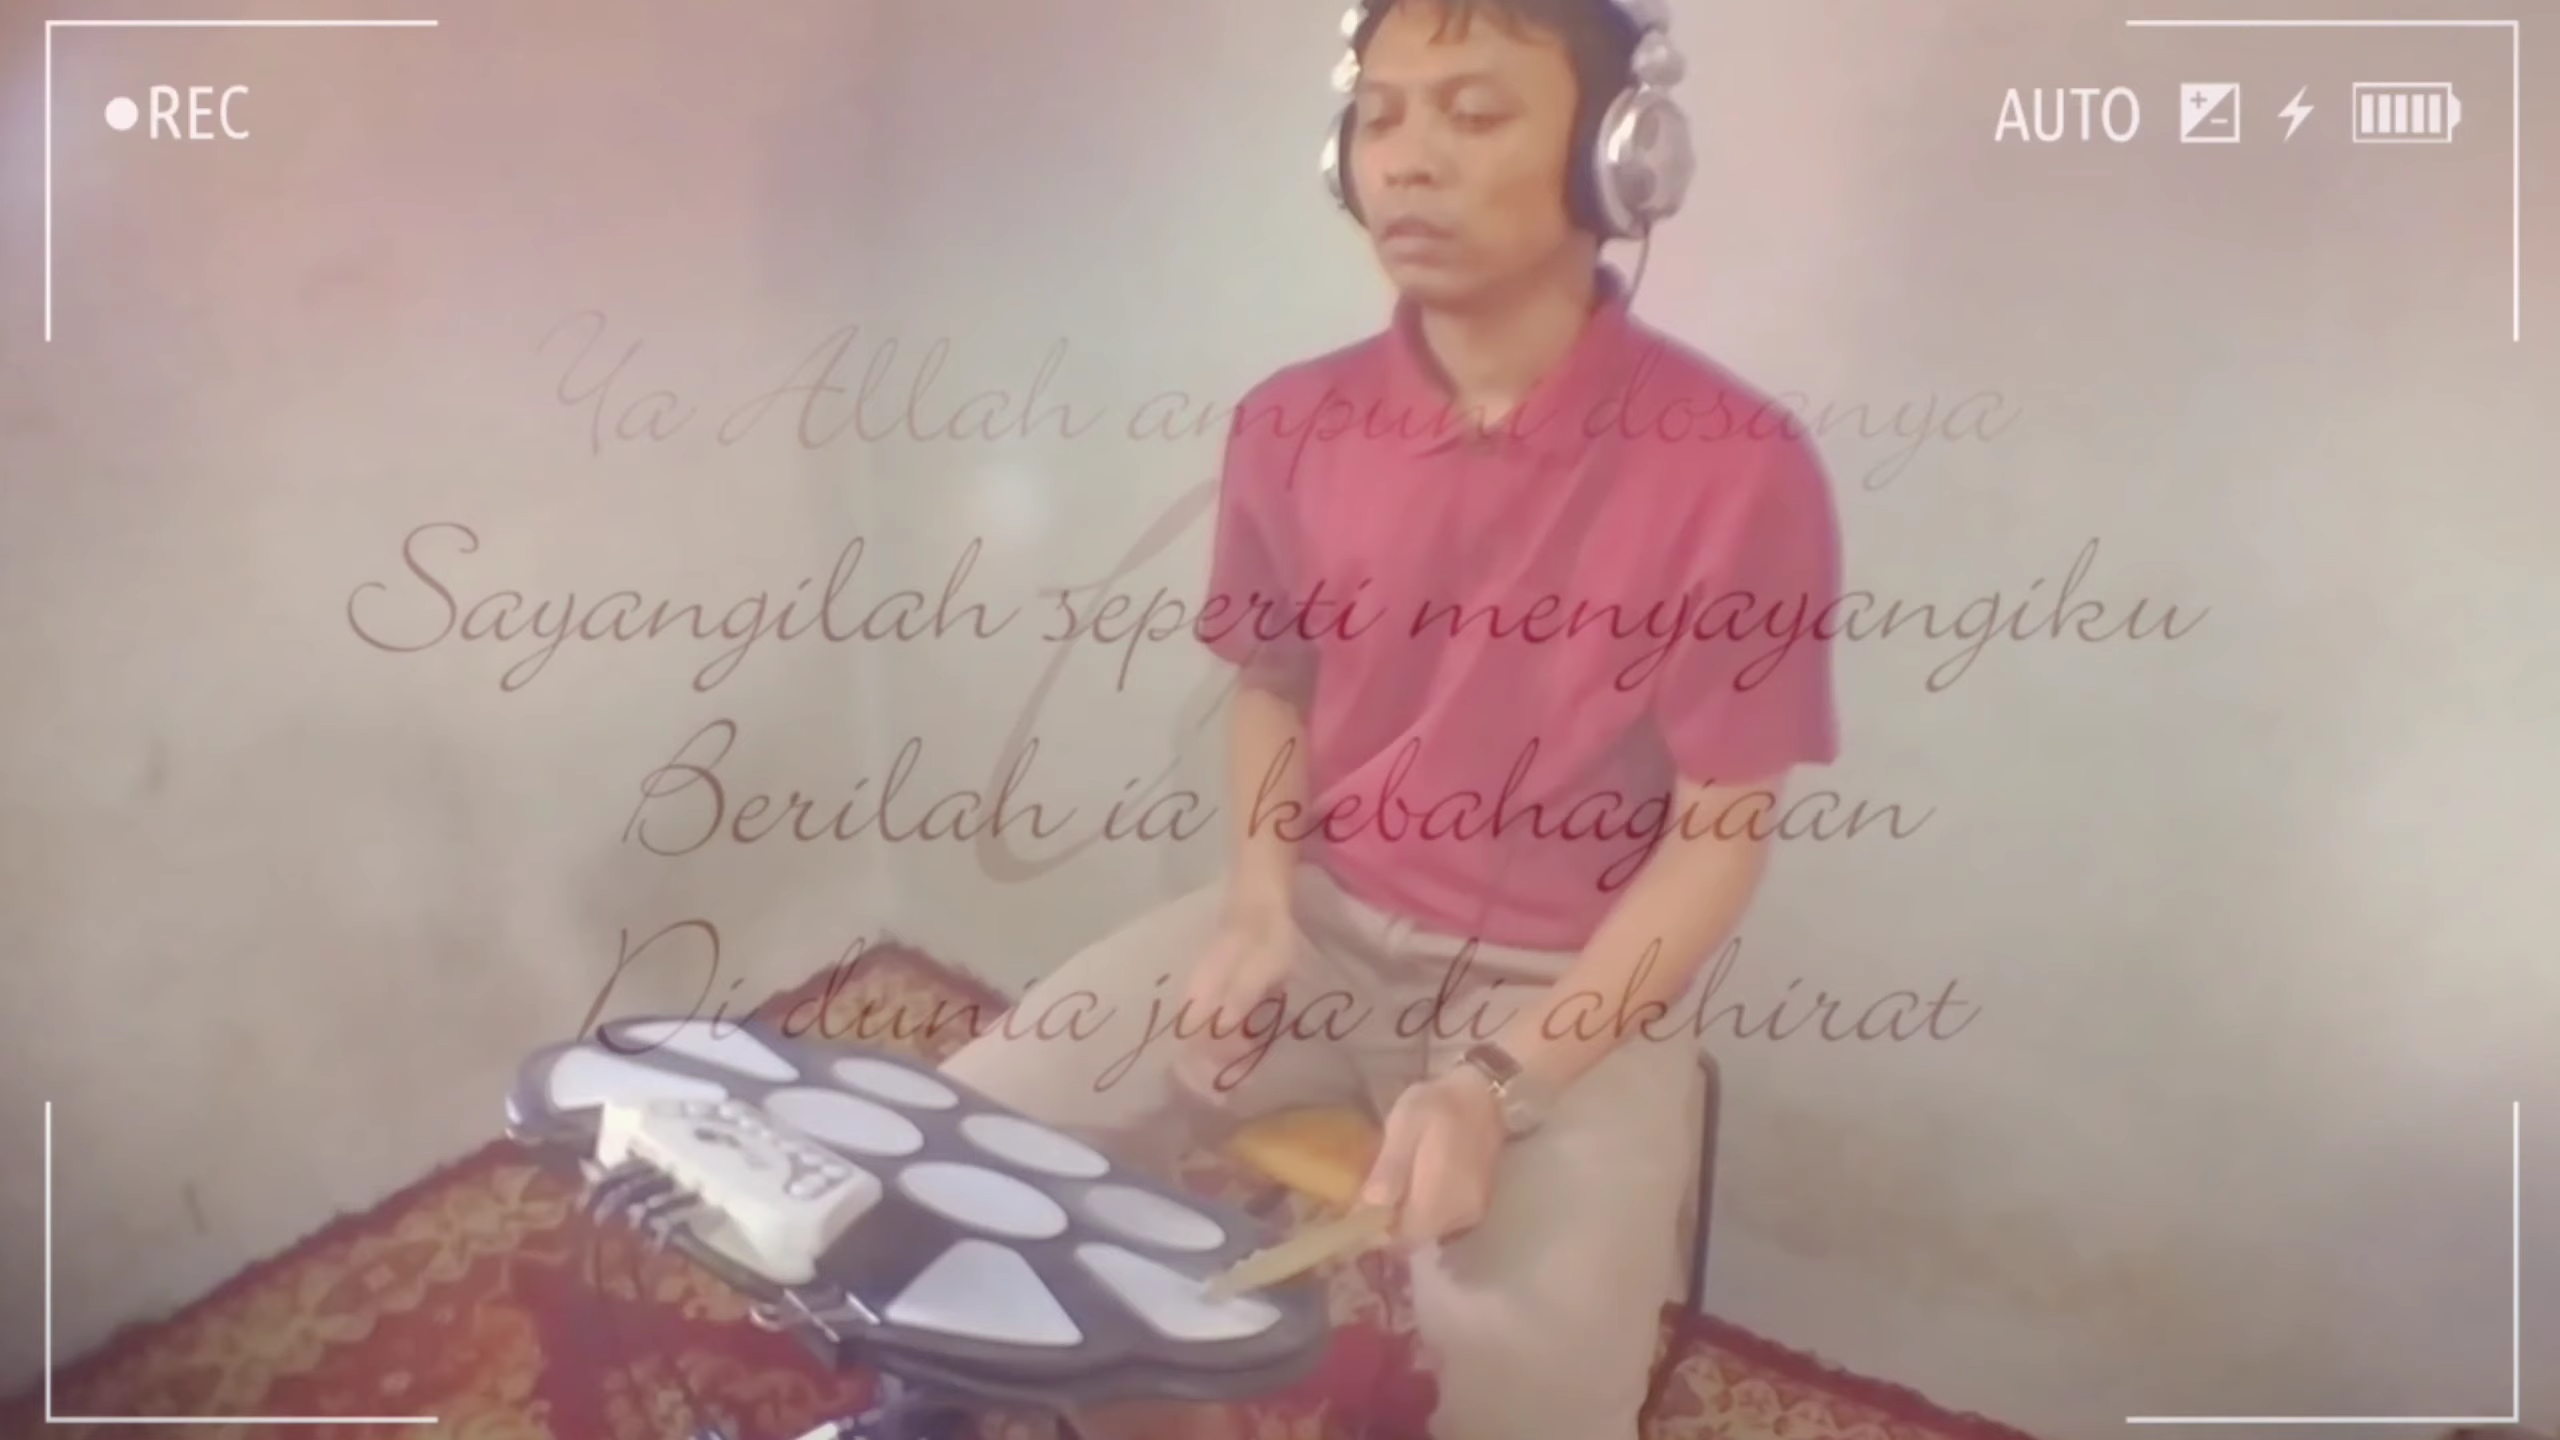 REC
AUTO
Ya Allah ampuni dosanya
Sayangilah seperti menyayangiku
Berilah ia kebahagiaan
Di dunia juga di akhirat